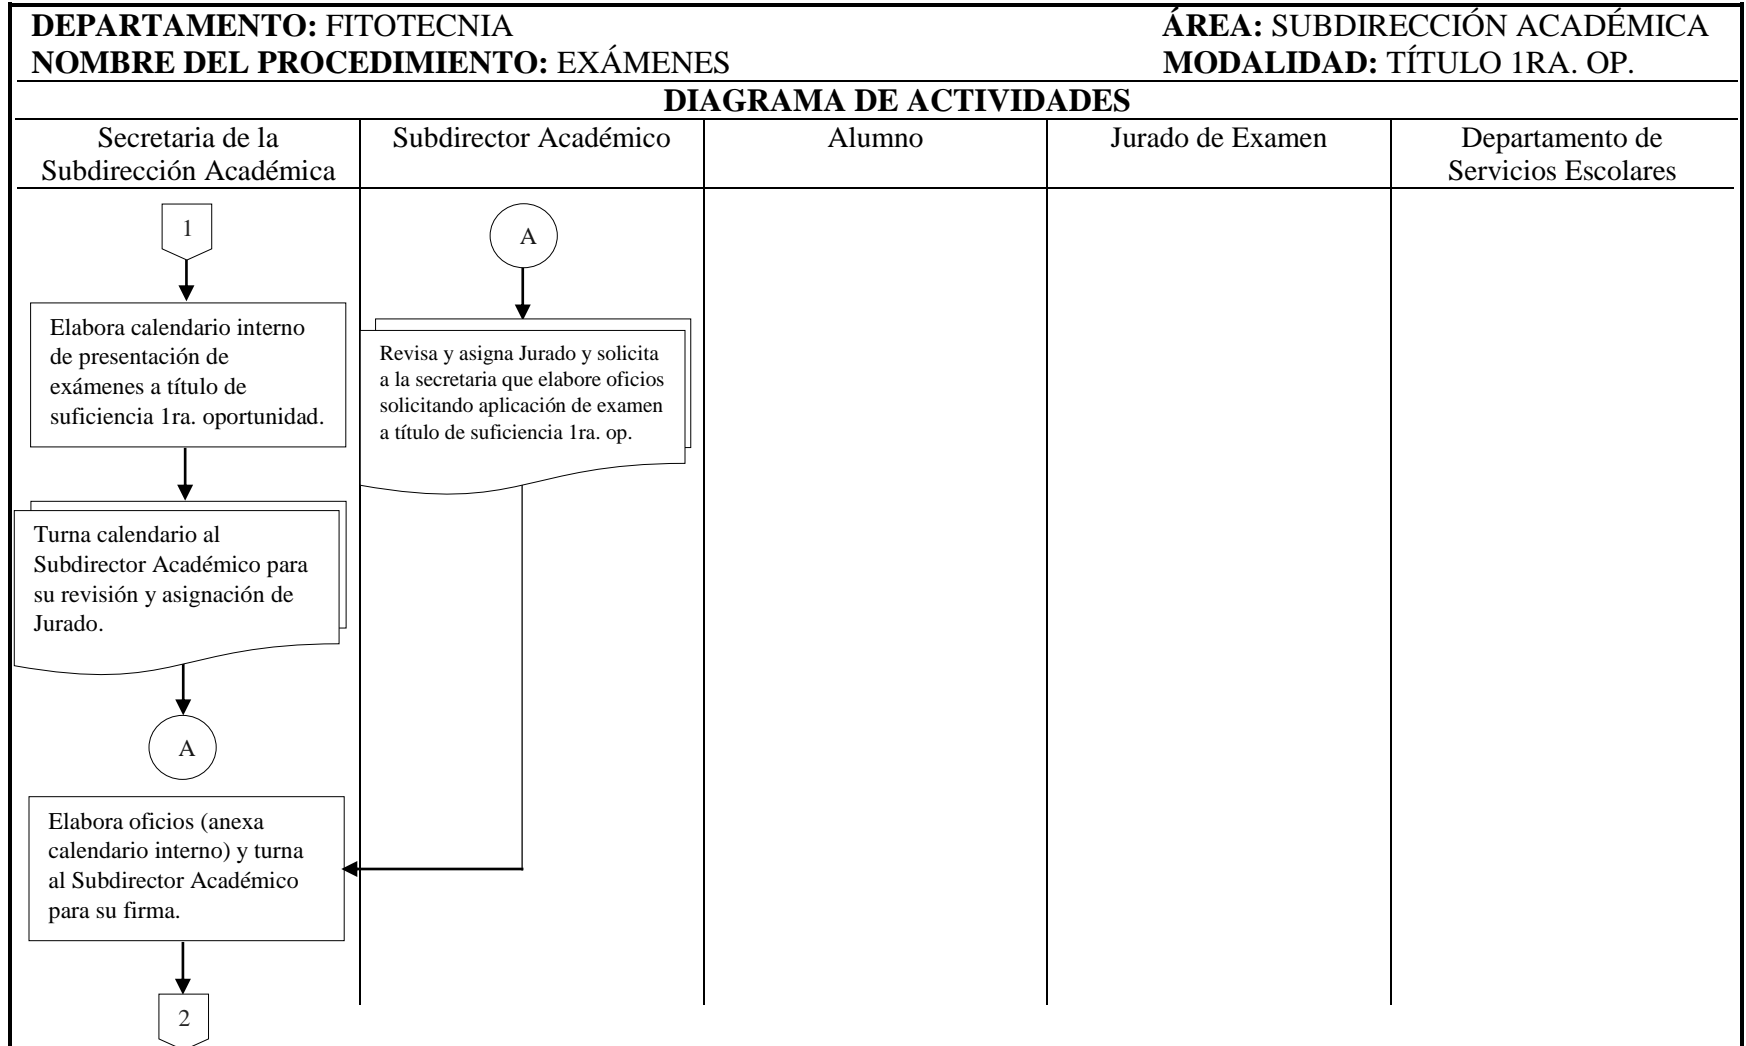 DEPARTAMENTO: FITOTECNIA
ÁREA: SUBDIRECCIÓN ACADÉMICA
NOMBRE DEL PROCEDIMIENTO: EXÁMENES
MODALIDAD: TÍTULO 1RA. OP.
DIAGRAMA DE ACTIVIDADES
Secretaria de la
Subdirección Académica
Subdirector Académico
Alumno
Jurado de Examen
Departamento de
Servicios Escolares
1
Elabora calendario interno
de presentación de
exámenes a título de
suficiencia 1ra. oportunidad.
Turna calendario al
Subdirector Académico para
su revisión y asignación de
Jurado.
A
A
Revisa y asigna Jurado y solicita
a la secretaria que elabore oficios
solicitando aplicación de examen
a título de suficiencia 1ra. op.
Elabora oficios (anexa
calendario interno) y turna
al Subdirector Académico
para su firma.
2